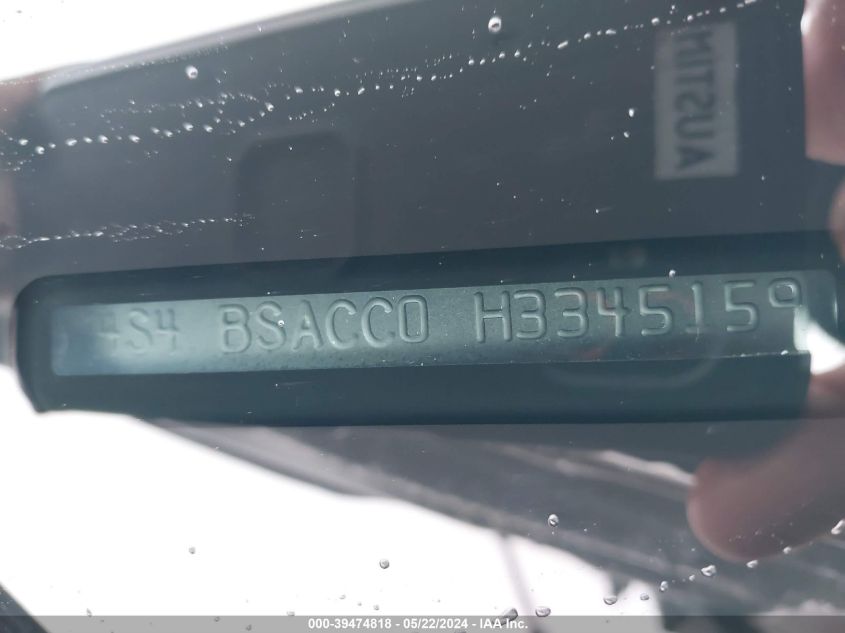 MITSUA
4S4 BSACC0 H3345159
000-39474818 - 05/22/2024 - IAA Inc.